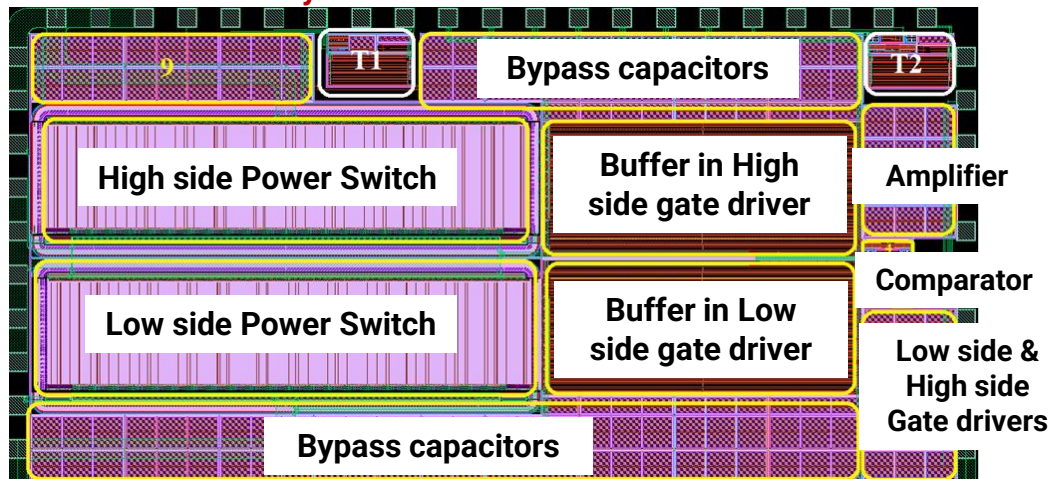 9
T1
Bypass capacitors
T2
High side Power Switch
Buffer in High
side gate driver
Amplifier
Comparator
Low side Power Switch
Buffer in Low
side gate driver
Low side &
High side
Gate drivers
Bypass capacitors